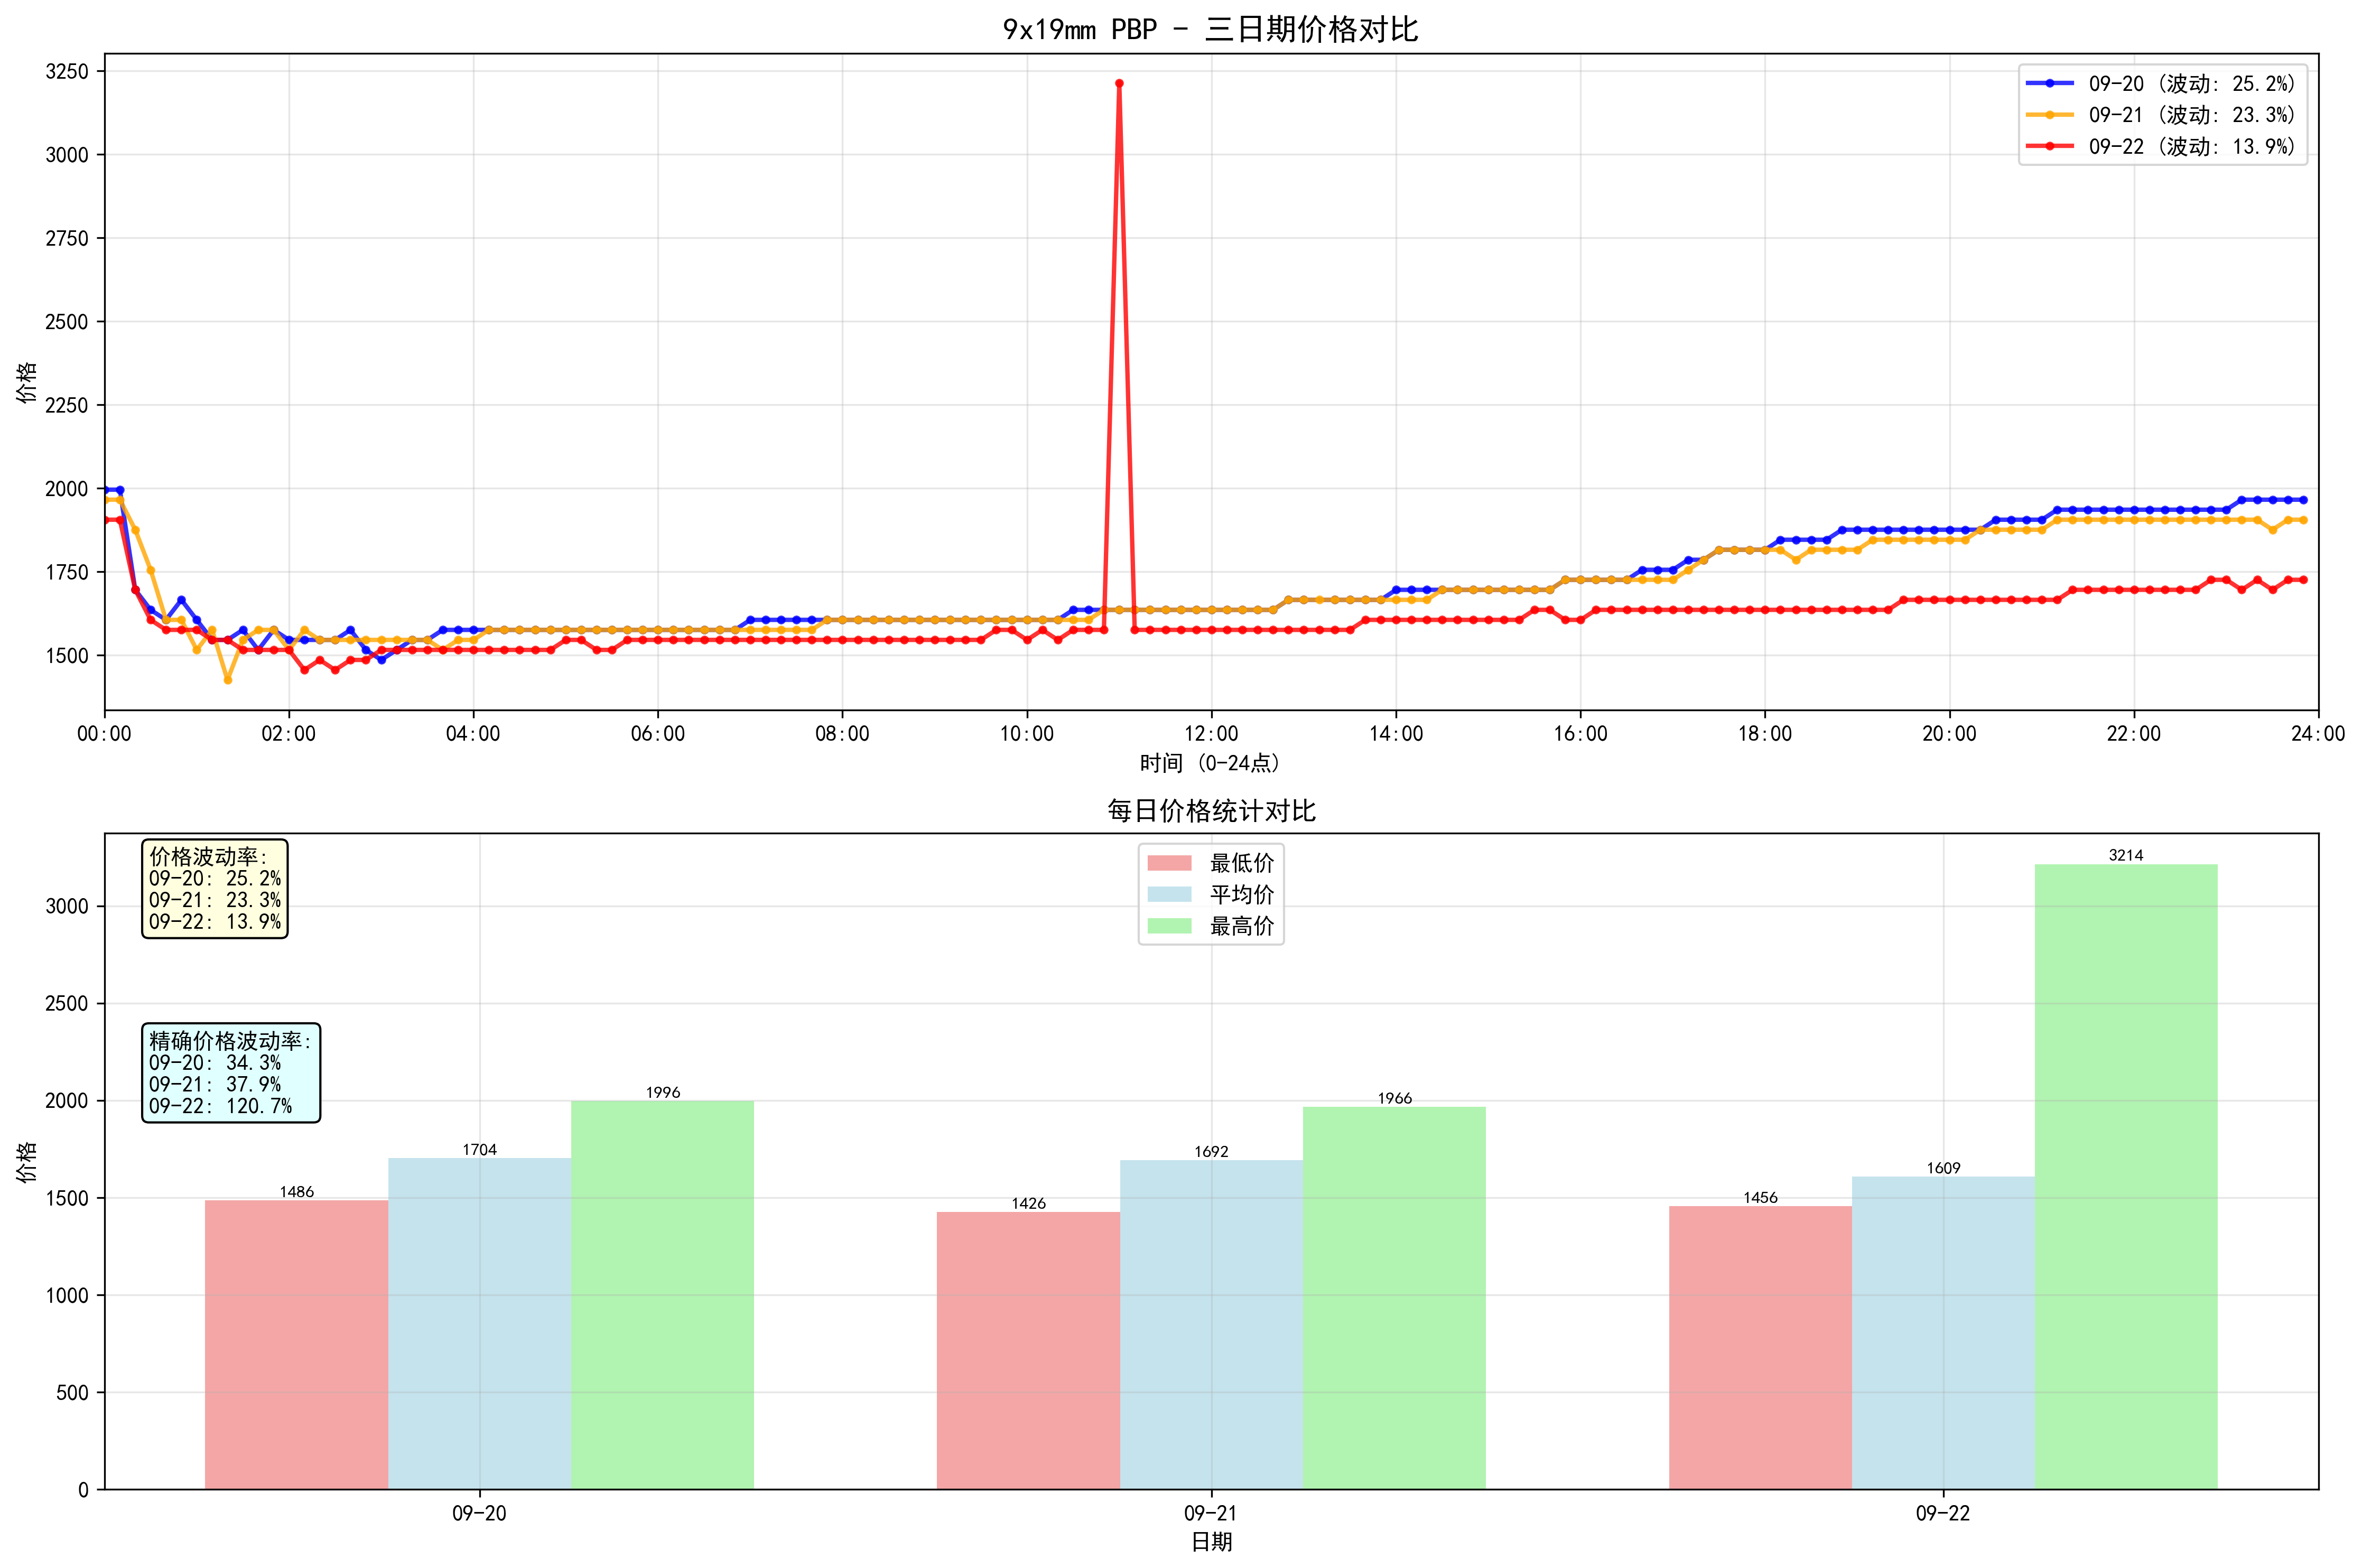 9x19mm PBP - 三日期价格对比
价格
3250
3000
2750
2500
2250
2000
1750
1500
09-20 (波动: 25.2%)
09-21 (波动: 23.3%)
09-22 (波动: 13.9%)
00:00 02:00 04:00 06:00 08:00 10:00 12:00 14:00 16:00 18:00 20:00 22:00 24:00
时间 (0-24点)
每日价格统计对比
价格
3000
2500
2000
1500
1000
500
0
价格波动率:
09-20: 25.2%
09-21: 23.3%
09-22: 13.9%
精确价格波动率:
09-20: 34.3%
09-21: 37.9%
09-22: 120.7%
最低价
平均价
最高价
1486 1704 1996 1426 1692 1966 1456 1609 3214
09-20 09-21 09-22
日期